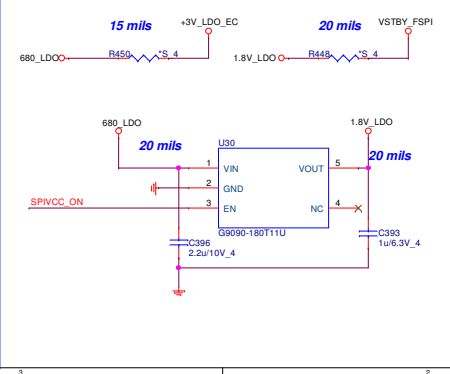 15 mils
20 mils
+3V_LDO_EC
VSTBY_FSPI
680_LDO
R450
*S_4
1.8V_LDO
R448
*S_4
680_LDO
1.8V_LDO
20 mils
U30
20 mils
1
VIN
VOUT
5
2
GND
SPIVCC_ON
3
EN
NC
4
G9090-180T11U
C396
2.2u/10V_4
C393
1u/6.3V_4
3
2